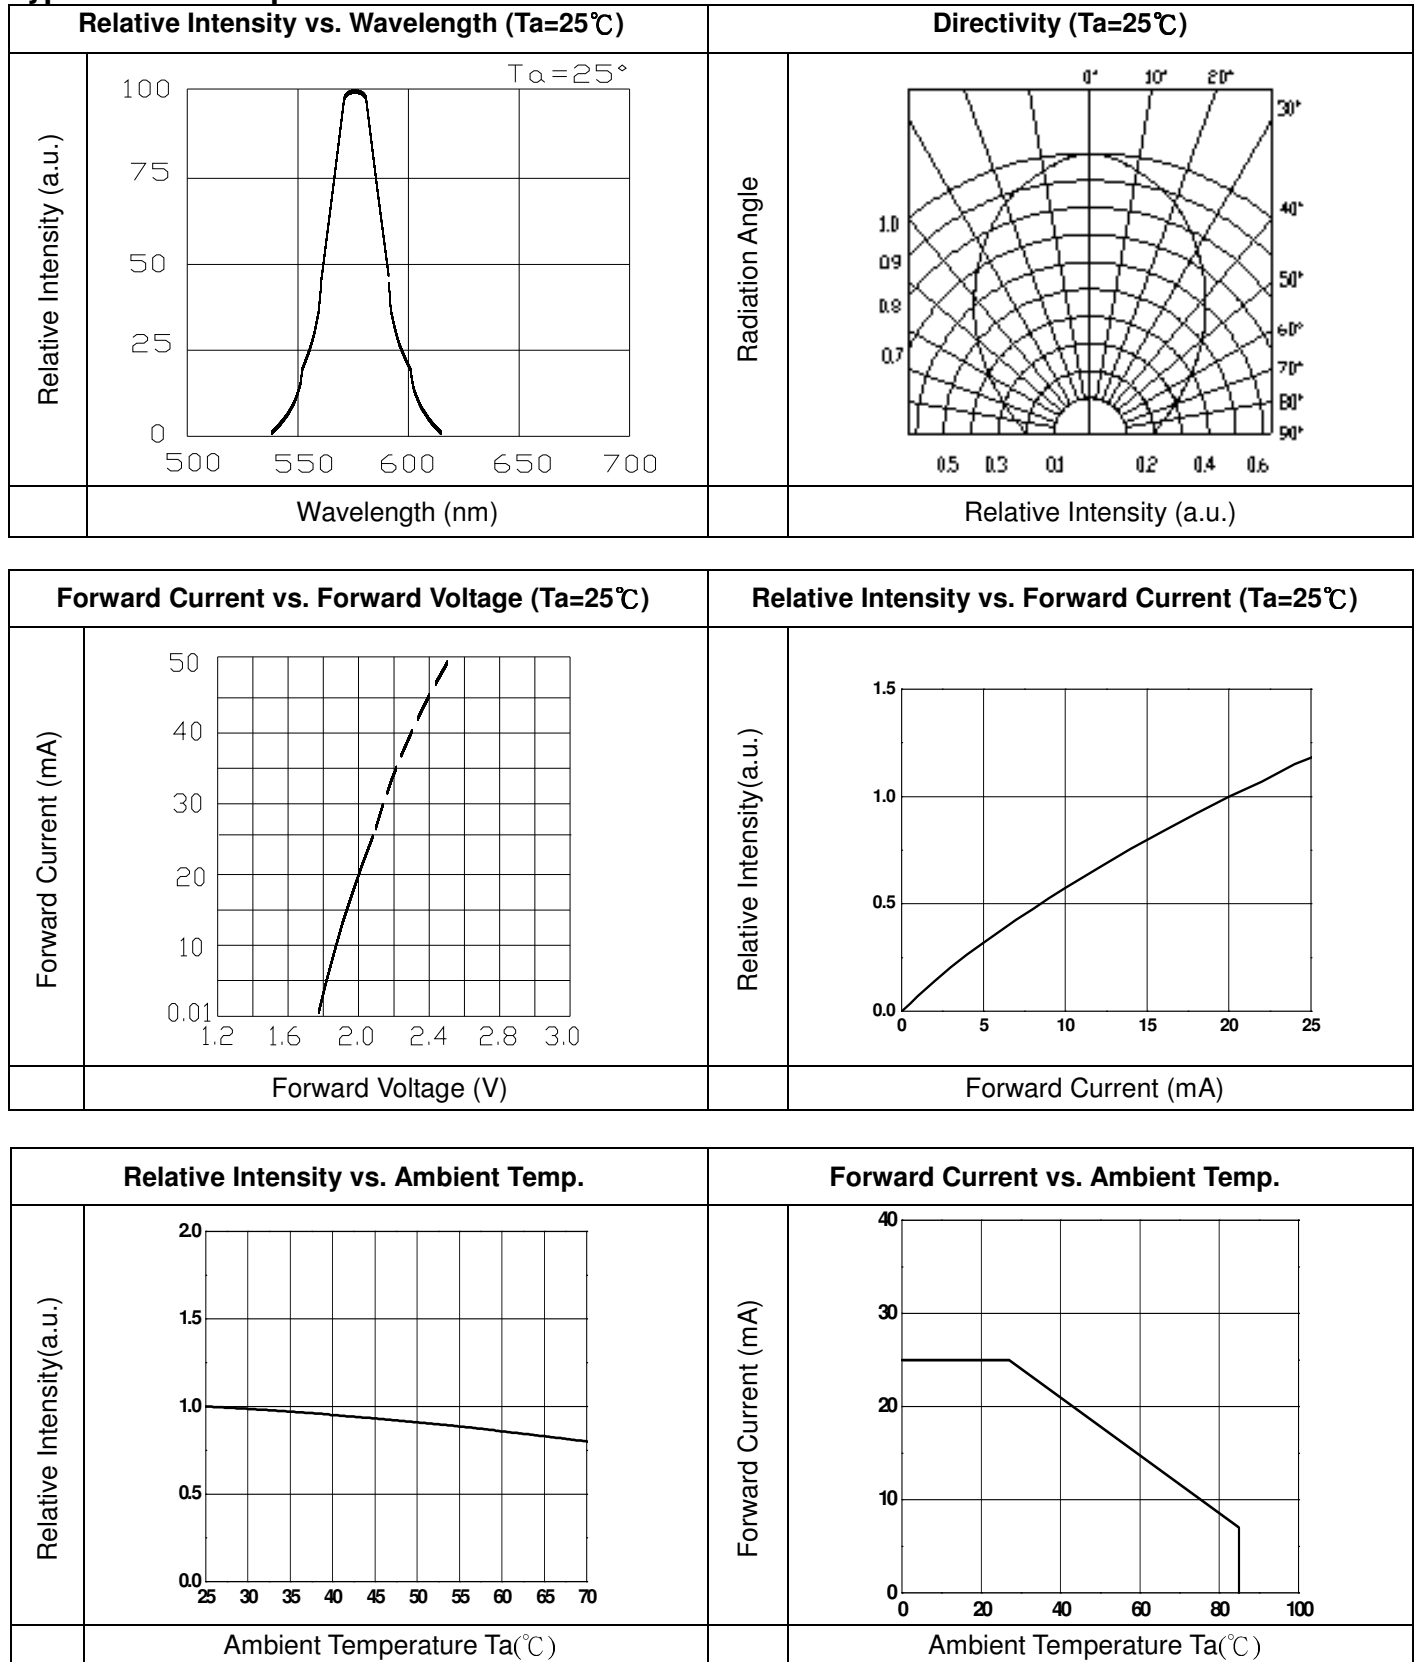 Relative Intensity vs. Wavelength (Ta=25℃)
Directivity (Ta=25℃)
Relative Intensity (a.u.)
Ta=25°
100
75
50
25
0
500 550 600 650 700
Wavelength (nm)
Radiation Angle
0° 10° 20°
30°
40°
50°
60°
70°
80°
90°
1.0
0.9
0.8
0.7
0.5 0.3 0.1 0.2 0.4 0.6
Relative Intensity (a.u.)
Forward Current vs. Forward Voltage (Ta=25℃)
Relative Intensity vs. Forward Current (Ta=25℃)
Forward Current (mA)
50
40
30
20
10
0.01
1.2 1.6 2.0 2.4 2.8 3.0
Forward Voltage (V)
Relative Intensity(a.u.)
1.5
1.0
0.5
0.0
0 5 10 15 20 25
Forward Current (mA)
Relative Intensity vs. Ambient Temp.
Forward Current vs. Ambient Temp.
Relative Intensity(a.u.)
2.0
1.5
1.0
0.5
0.0
25 30 35 40 45 50 55 60 65 70
Ambient Temperature Ta(℃)
Forward Current (mA)
40
30
20
10
0
0 20 40 60 80 100
Ambient Temperature Ta(℃)